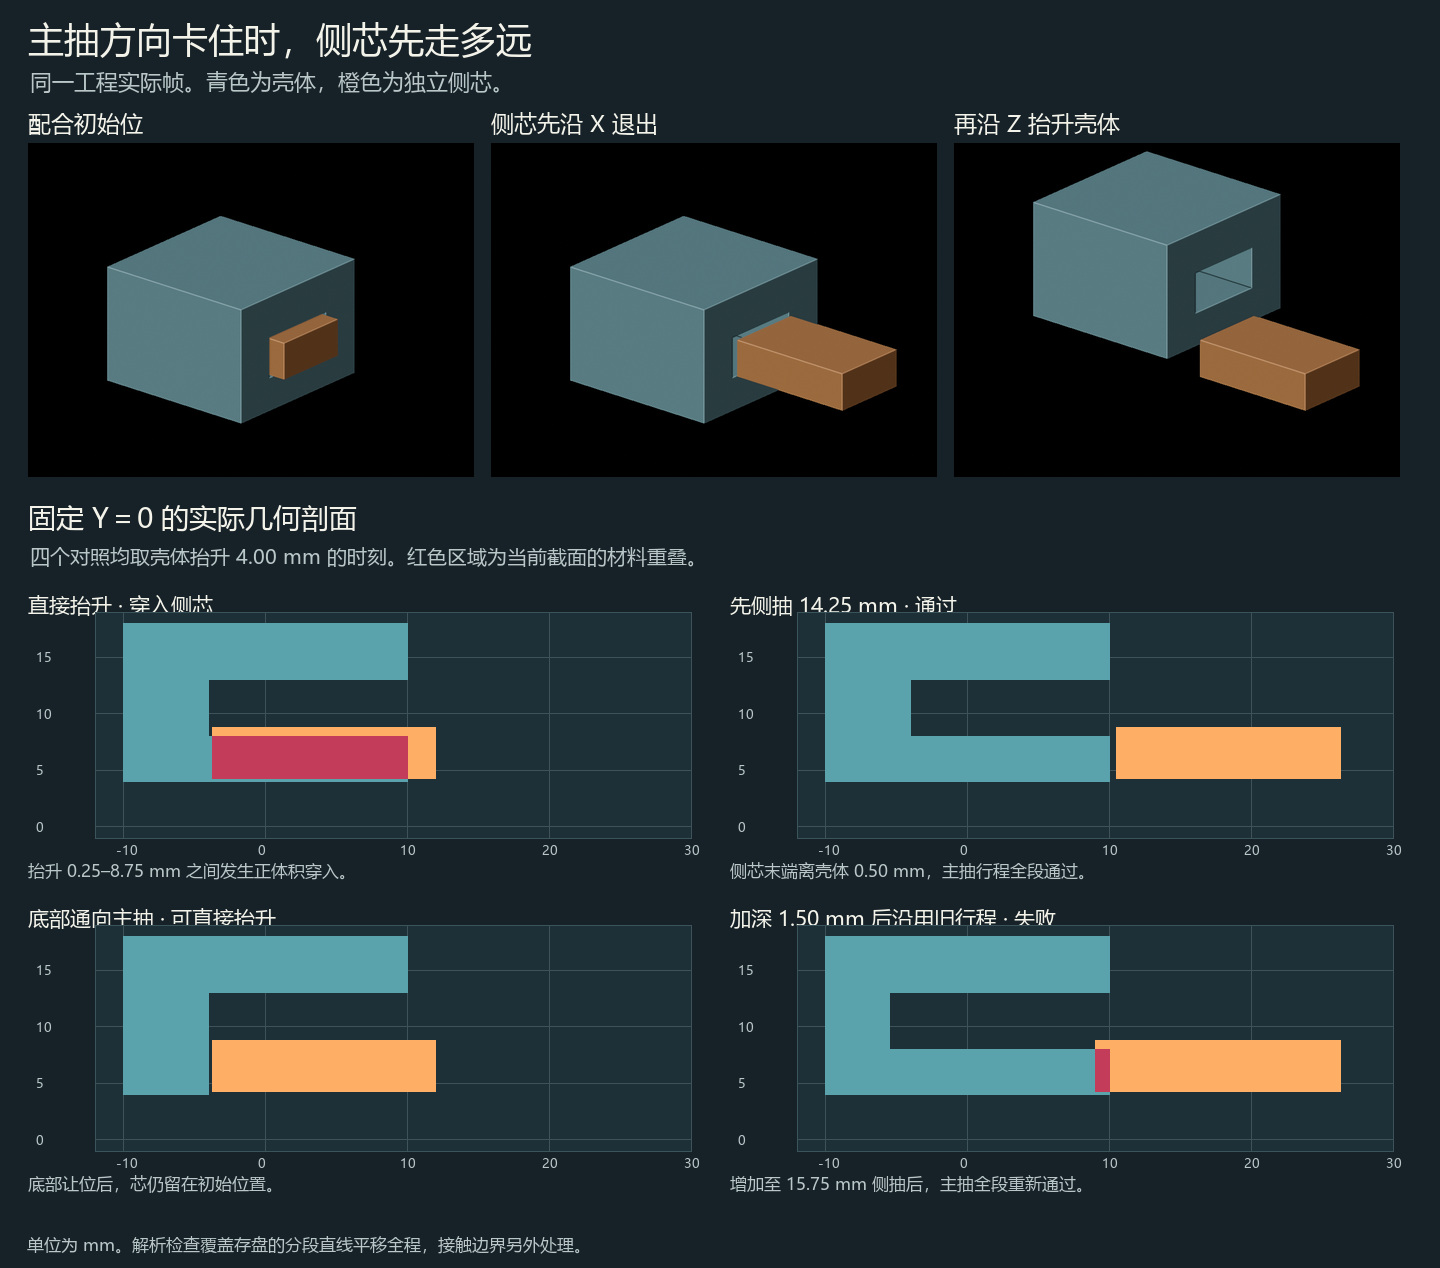 主抽方向卡住时，侧芯先走多远
同一工程实际帧。青色为壳体，橙色为独立侧芯。
配合初始位
侧芯先沿 X 退出
再沿 Z 抬升壳体
固定 Y = 0 的实际几何剖面
四个对照均取壳体抬升 4.00 mm 的时刻。红色区域为当前截面的材料重叠。
直接抬升 · 穿入侧芯
15
10
5
0
-10 0 10 20 30
抬升 0.25–8.75 mm 之间发生正体积穿入。
先侧抽 14.25 mm · 通过
15
10
5
0
-10 0 10 20 30
侧芯末端离壳体 0.50 mm，主抽行程全段通过。
底部通向主抽 · 可直接抬升
15
10
5
0
-10 0 10 20 30
底部让位后，芯仍留在初始位置。
加深 1.50 mm 后沿用旧行程 · 失败
15
10
5
0
-10 0 10 20 30
增加至 15.75 mm 侧抽后，主抽全段重新通过。
单位为 mm。解析检查覆盖存盘的分段直线平移全程，接触边界另外处理。